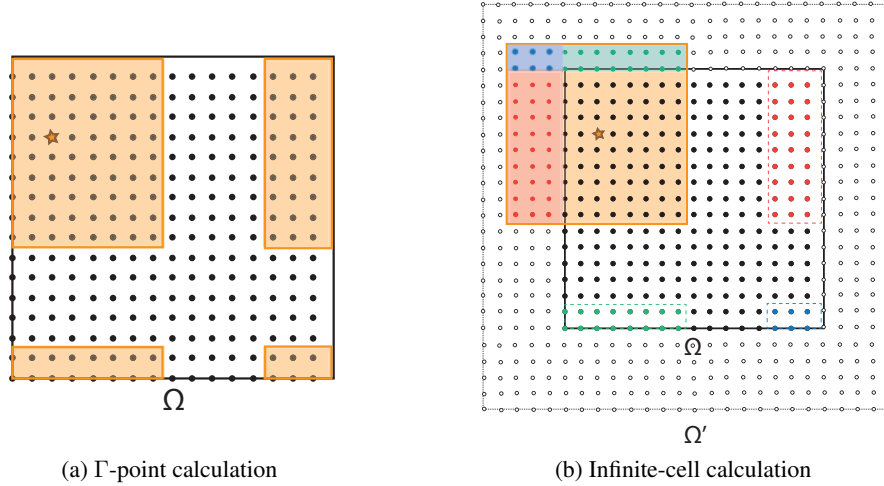 Ω
Ω
Ω′
(a) Γ-point calculation
(b) Infinite-cell calculation